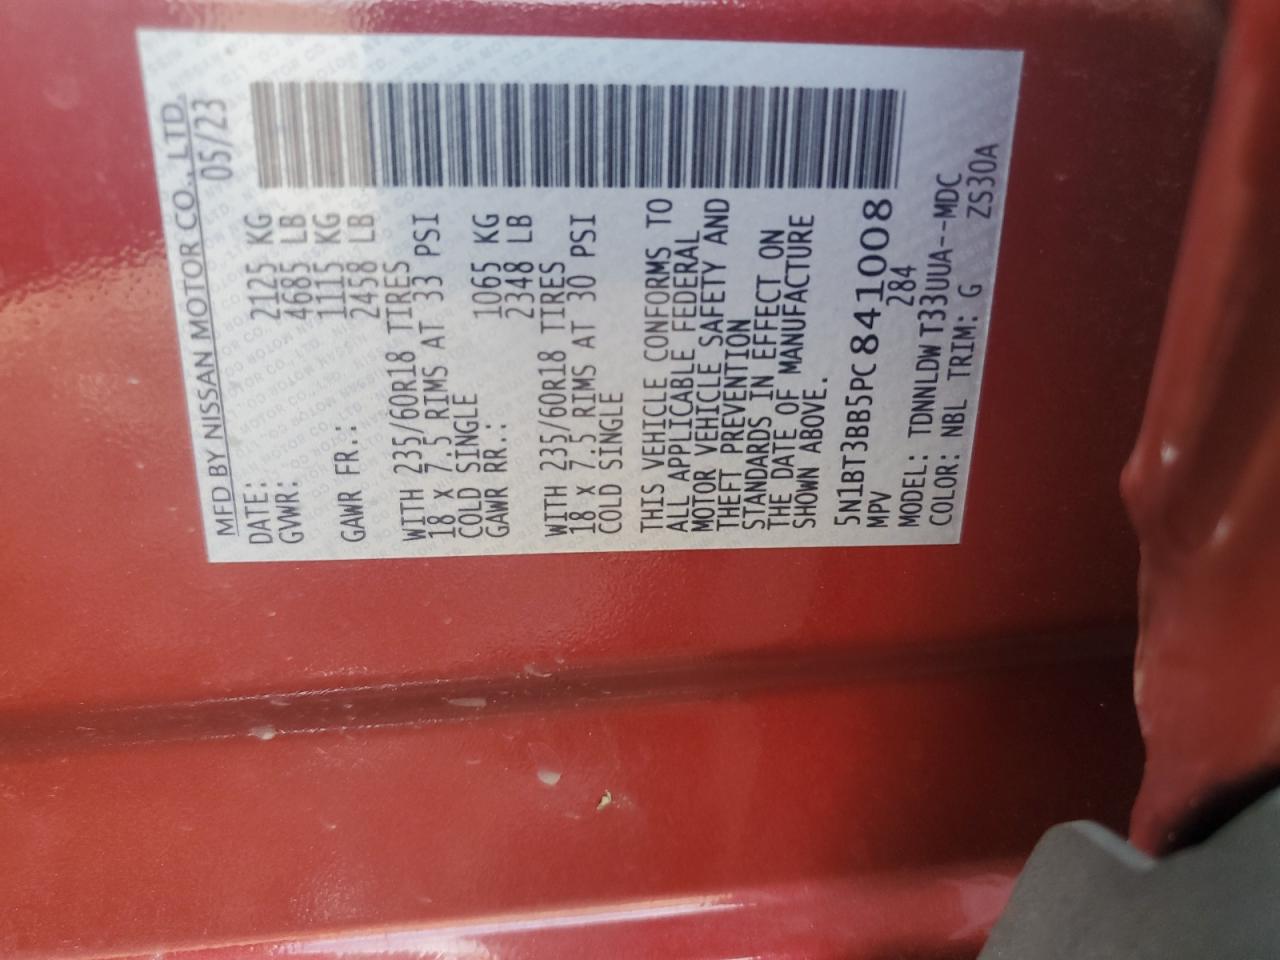 MFD BY NISSAN MOTOR CO., LTD.
DATE: 05/23
GVWR: 2125 KG
4685 LB
GAWR FR.: 1115 KG
2458 LB
WITH 235/60R18 TIRES
18 X 7.5 RIMS AT 33 PSI
COLD SINGLE
GAWR RR.: 1065 KG
2348 LB
WITH 235/60R18 TIRES
18 X 7.5 RIMS AT 30 PSI
COLD SINGLE
THIS VEHICLE CONFORMS TO
ALL APPLICABLE FEDERAL
MOTOR VEHICLE SAFETY AND
THEFT PREVENTION
STANDARDS IN EFFECT ON
THE DATE OF MANUFACTURE
SHOWN ABOVE.
5N1BT3BB5PC841008
MPV 284
MODEL: TDNNLDW T33UUA--MDC
COLOR: NBL TRIM: G ZS30A